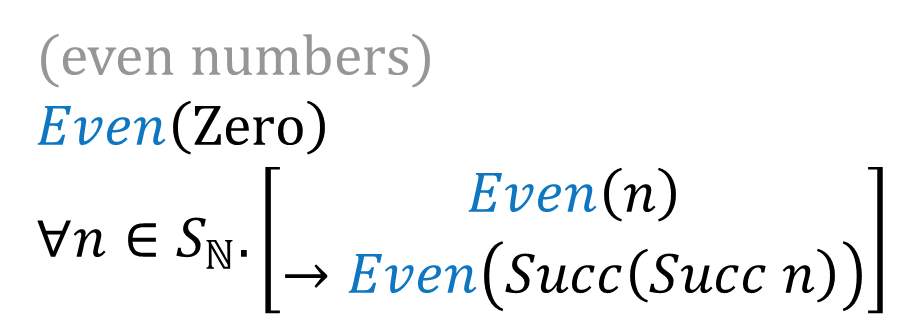 (even numbers)
Even(Zero)
∀n ∈ S_ℕ. [ Even(n)
→ Even(Succ(Succ n)) ]